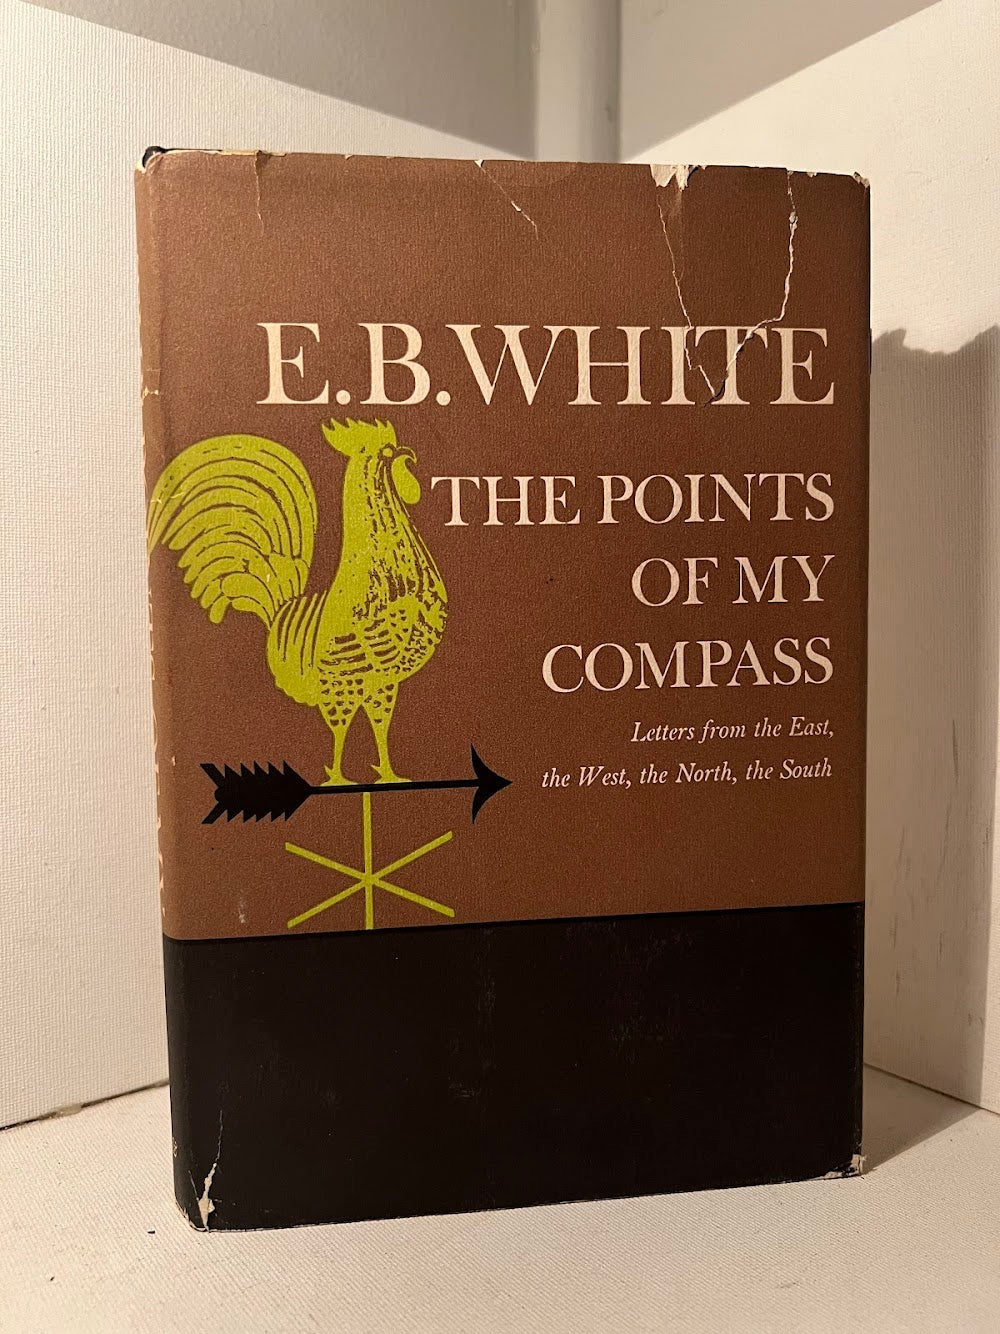 E.B.WHITE
THE POINTS
OF MY
COMPASS
Letters from the East,
the West, the North, the South